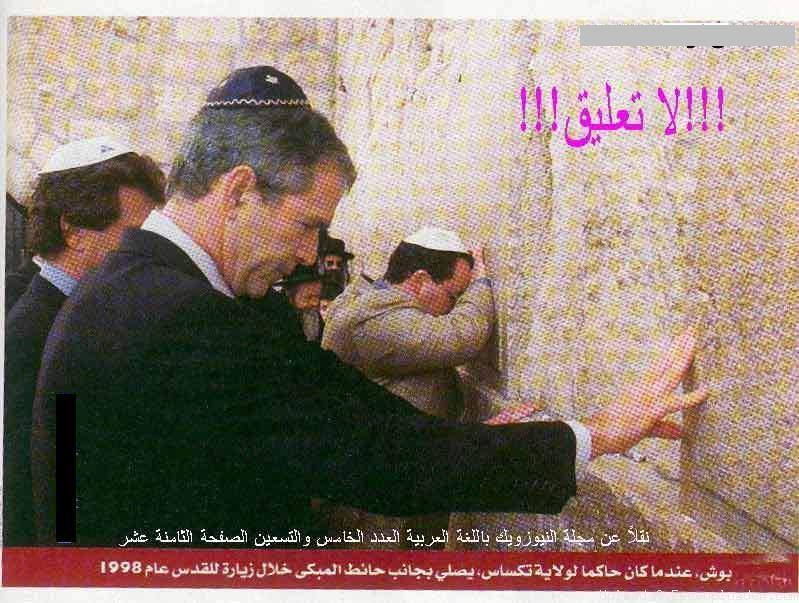 !!!لا تعليق!!!
نقلاً عن مجلة النيوزويك باللغة العربية العدد الخامس والتسعين الصفحة الثامنة عشر
بوش، عندما كان حاكما لولاية تكساس، يصلي بجانب حائط المبكى خلال زيارة للقدس عام 1998